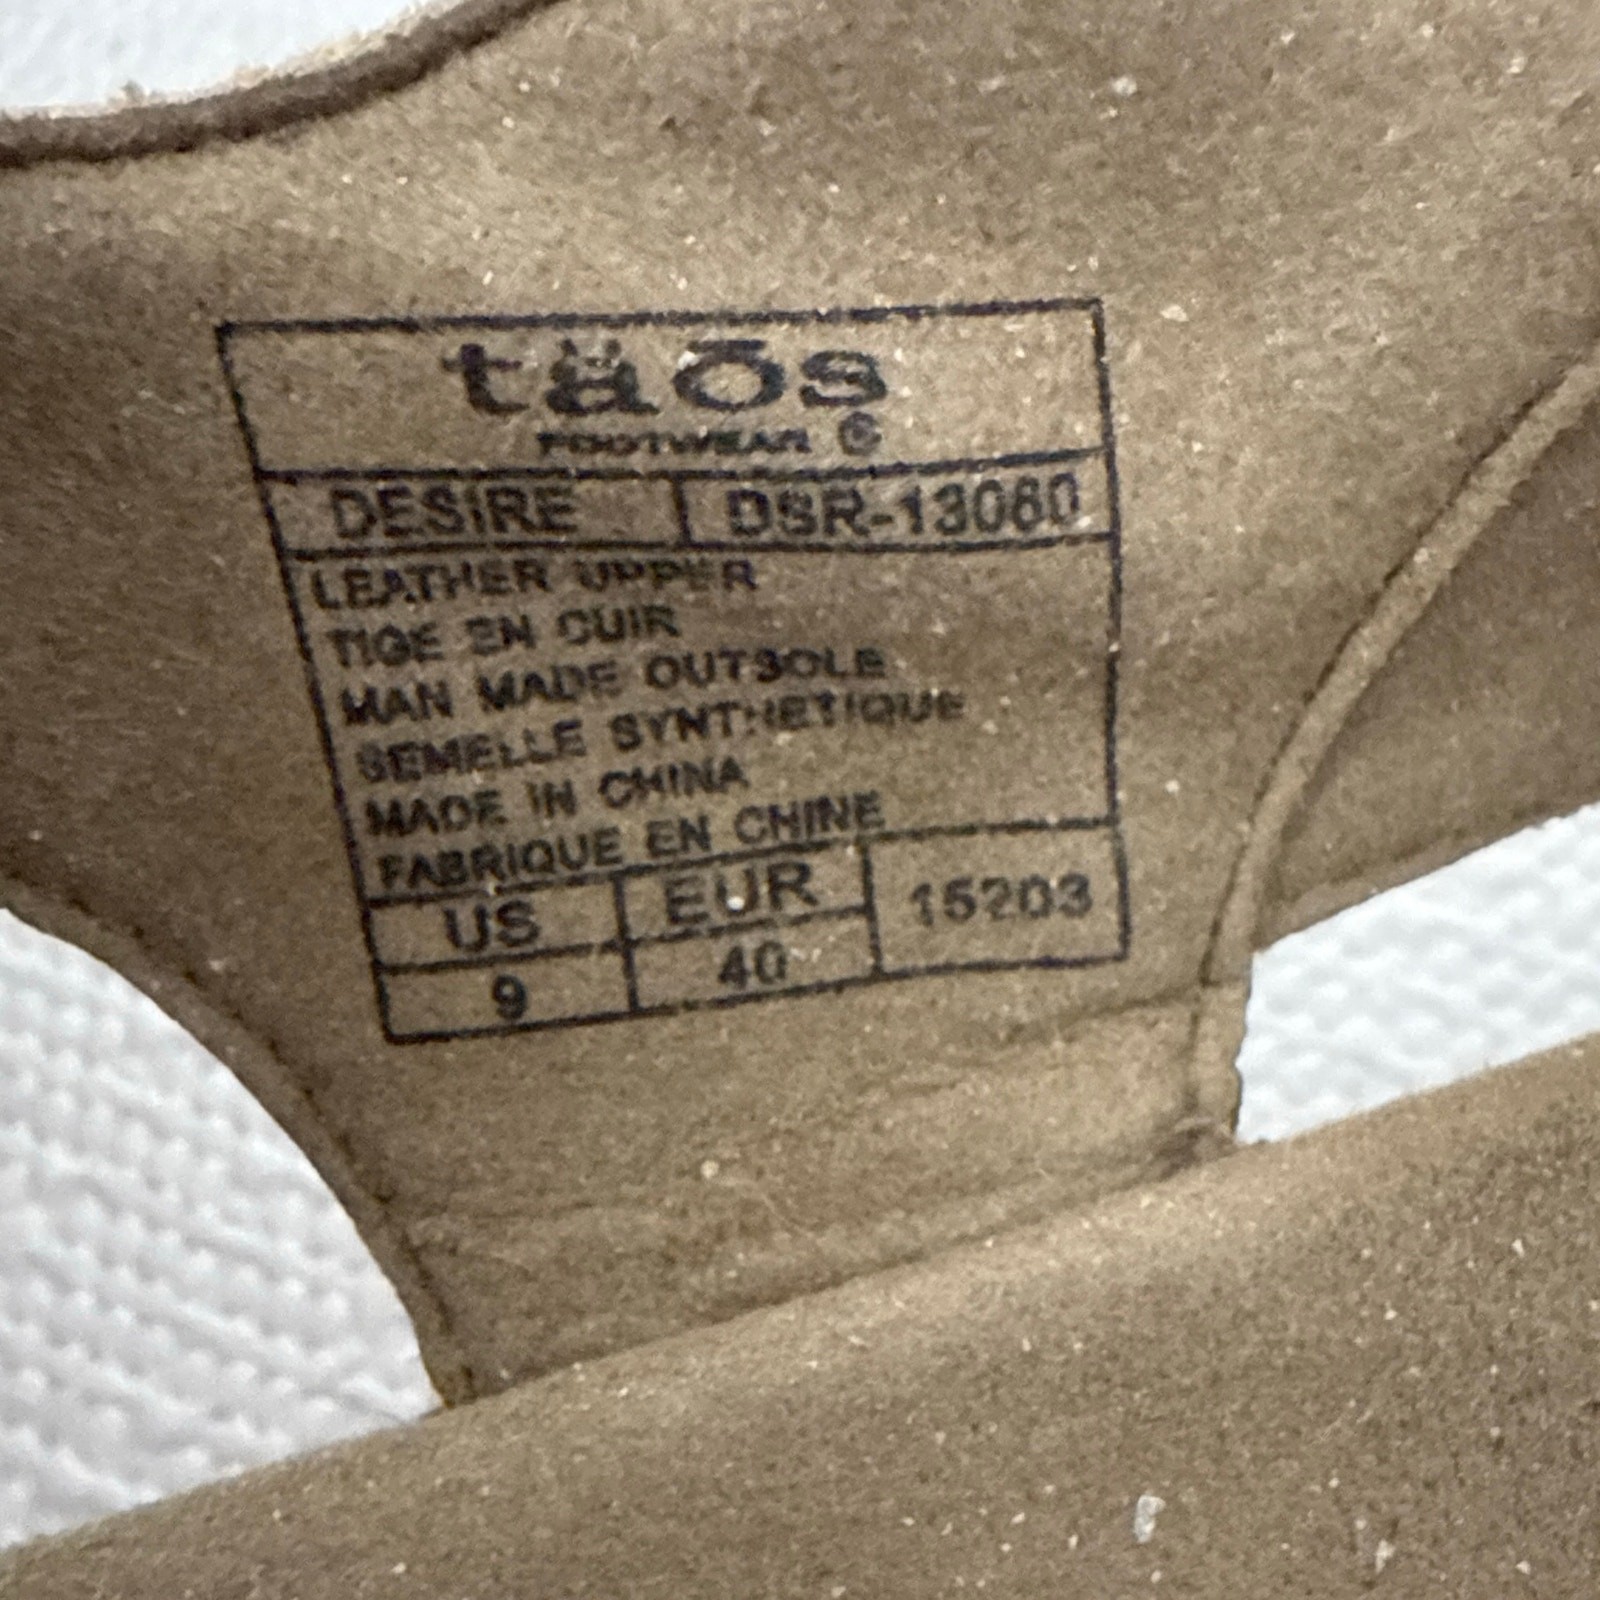 täōs
FOOTWEAR ©
DESIRE DSR-13060
LEATHER UPPER
TIGE EN CUIR
MAN MADE OUTSOLE
SEMELLE SYNTHETIQUE
MADE IN CHINA
FABRIQUE EN CHINE
US EUR 15203
9 40